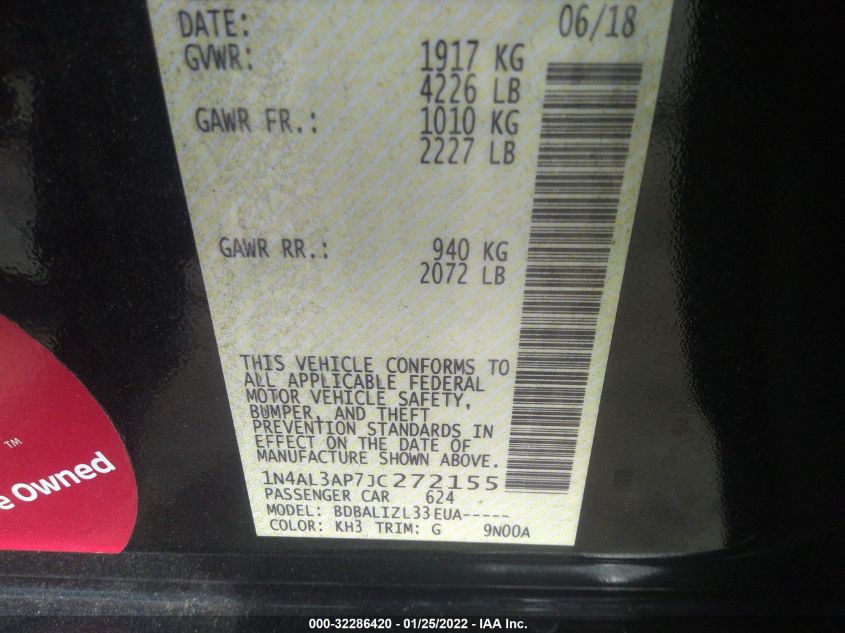 DATE: 06/18
GVWR: 1917 KG
4226 LB
GAWR FR.: 1010 KG
2227 LB
GAWR RR.: 940 KG
2072 LB
THIS VEHICLE CONFORMS TO
ALL APPLICABLE FEDERAL
MOTOR VEHICLE SAFETY,
BUMPER, AND THEFT
PREVENTION STANDARDS IN
EFFECT ON THE DATE OF
MANUFACTURE SHOWN ABOVE.
1N4AL3AP7JC272155
PASSENGER CAR 624
MODEL: BDBALIZL33EUA-----
COLOR: KH3 TRIM: G 9N00A
TM
Owned
000-32286420 - 01/25/2022 - IAA Inc.